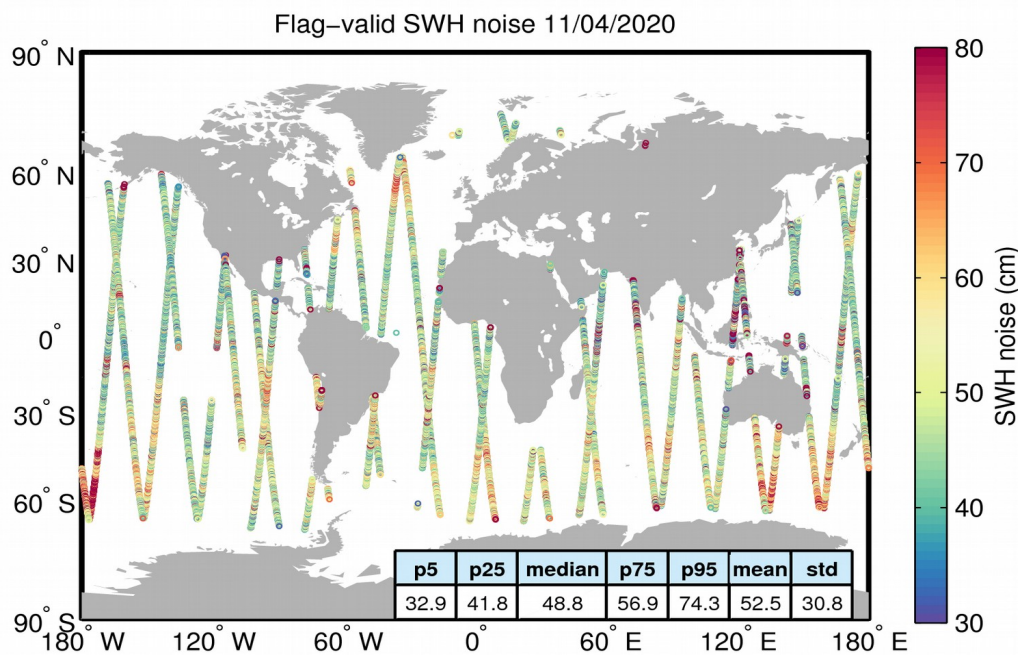 Flag−valid SWH noise 11/04/2020
90° N
60° N
30° N
0°
30° S
60° S
90° S
180° W
120° W
60° W
0°
60° E
120° E
180° E
p5 p25 median p75 p95 mean std
32.9 41.8 48.8 56.9 74.3 52.5 30.8
80
70
60
50
40
30
SWH noise (cm)